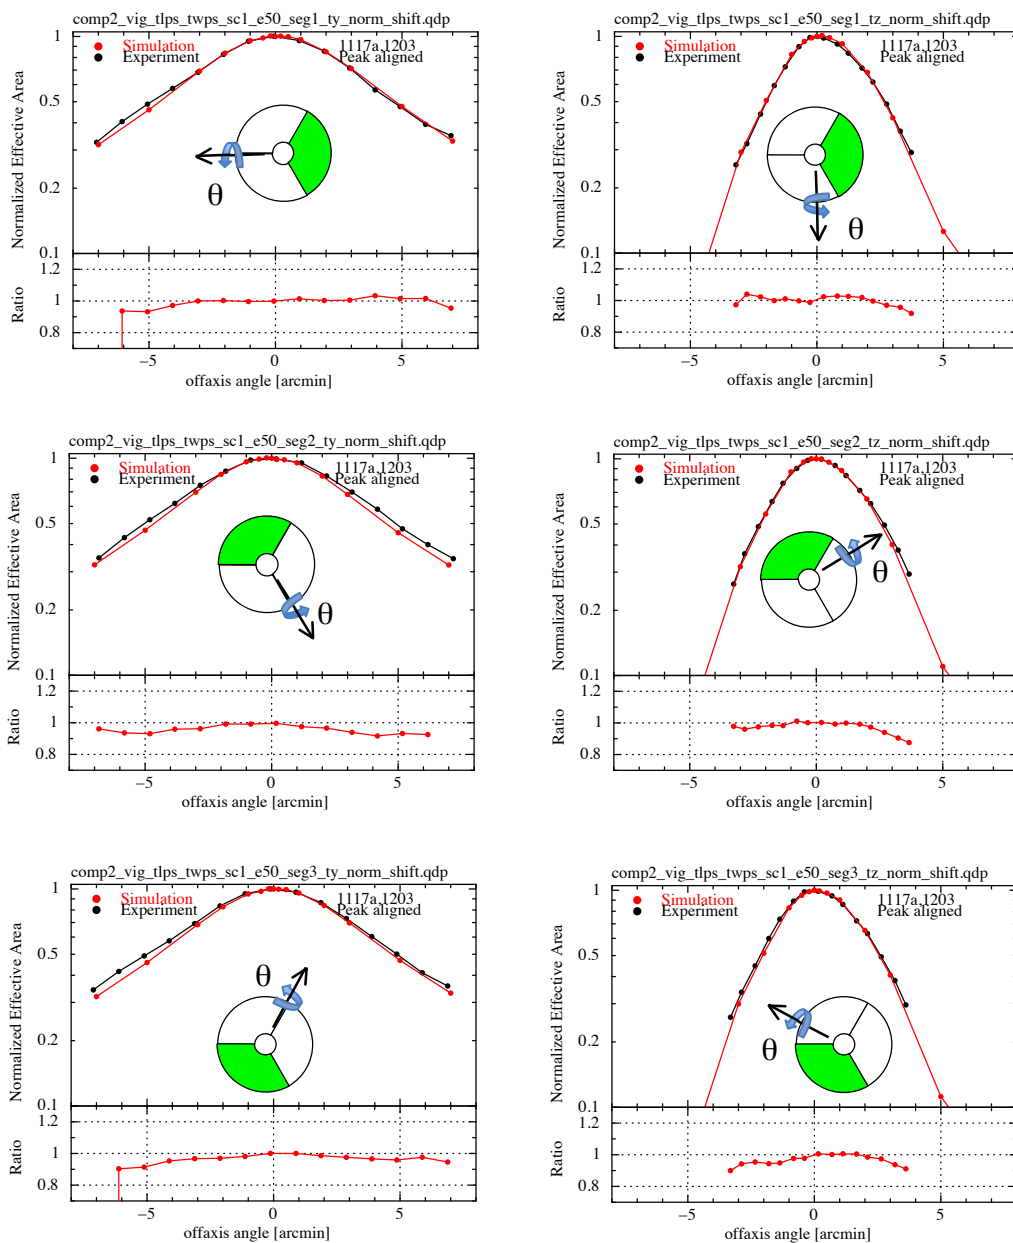 comp2_vig_tlps_twps_sc1_e50_seg1_ty_norm_shift.qdp
Simulation
Experiment
1117a,1203
Peak aligned
Normalized Effective Area
1
0.5
0.2
0.1
θ
Ratio
1.2
1
0.8
−5 0 5
offaxis angle [arcmin]
comp2_vig_tlps_twps_sc1_e50_seg1_tz_norm_shift.qdp
Simulation
Experiment
1117a,1203
Peak aligned
Normalized Effective Area
1
0.5
0.2
0.1
θ
Ratio
1.2
1
0.8
−5 0 5
offaxis angle [arcmin]
comp2_vig_tlps_twps_sc1_e50_seg2_ty_norm_shift.qdp
Simulation
Experiment
1117a,1203
Peak aligned
Normalized Effective Area
1
0.5
0.2
0.1
θ
Ratio
1.2
1
0.8
−5 0 5
offaxis angle [arcmin]
comp2_vig_tlps_twps_sc1_e50_seg2_tz_norm_shift.qdp
Simulation
Experiment
1117a,1203
Peak aligned
Normalized Effective Area
1
0.5
0.2
0.1
θ
Ratio
1.2
1
0.8
−5 0 5
offaxis angle [arcmin]
comp2_vig_tlps_twps_sc1_e50_seg3_ty_norm_shift.qdp
Simulation
Experiment
1117a,1203
Peak aligned
Normalized Effective Area
1
0.5
0.2
0.1
θ
Ratio
1.2
1
0.8
−5 0 5
offaxis angle [arcmin]
comp2_vig_tlps_twps_sc1_e50_seg3_tz_norm_shift.qdp
Simulation
Experiment
1117a,1203
Peak aligned
Normalized Effective Area
1
0.5
0.2
0.1
θ
Ratio
1.2
1
0.8
−5 0 5
offaxis angle [arcmin]